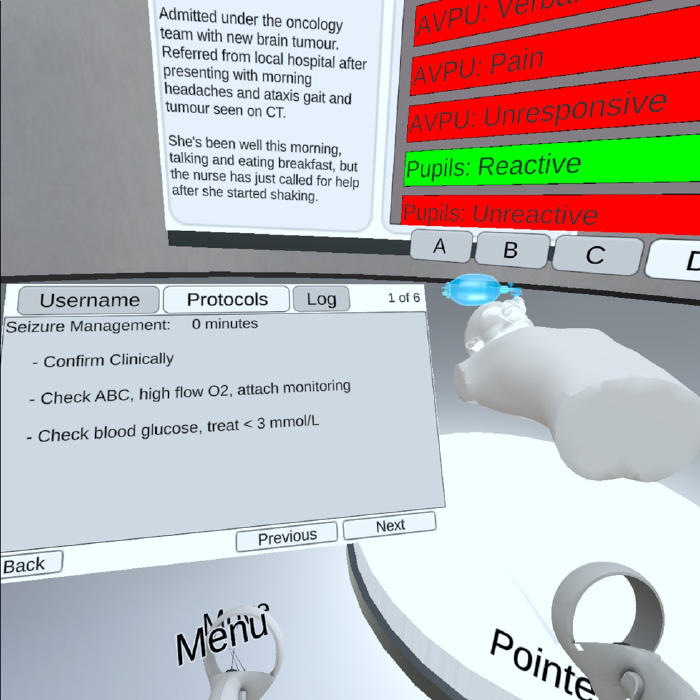 Admitted under the oncology
team with new brain tumour.
Referred from local hospital after
presenting with morning
headaches and ataxis gait and
tumour seen on CT.
She's been well this morning,
talking and eating breakfast, but
the nurse has just called for help
after she started shaking.
AVPU: Verbal
AVPU: Pain
AVPU: Unresponsive
Pupils: Reactive
Pupils: Unreactive
A B C D
Username Protocols Log 1 of 6
Seizure Management: 0 minutes
- Confirm Clinically
- Check ABC, high flow O2, attach monitoring
- Check blood glucose, treat < 3 mmol/L
Previous Next
Back
Menu
Pointe